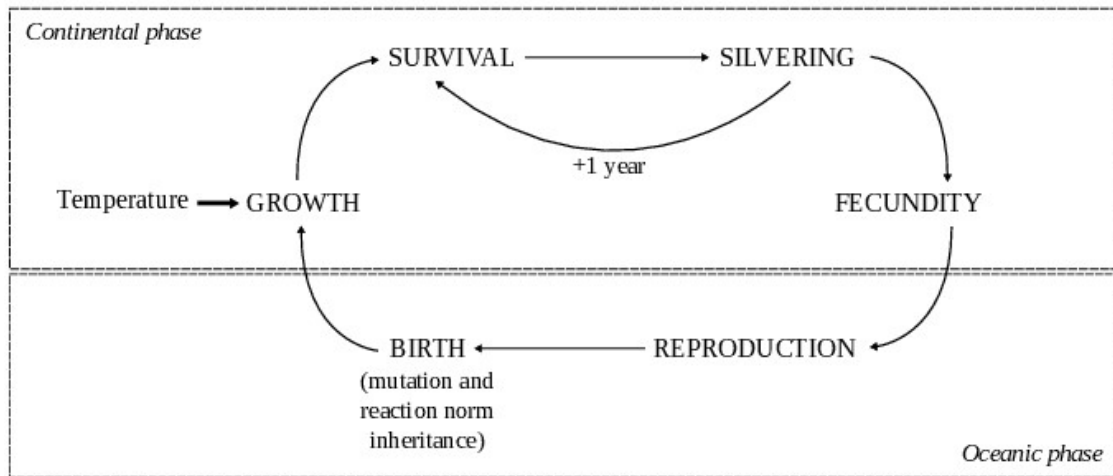 Continental phase
SURVIVAL
SILVERING
+1 year
Temperature
GROWTH
FECUNDITY
BIRTH
REPRODUCTION
(mutation and
reaction norm
inheritance)
Oceanic phase